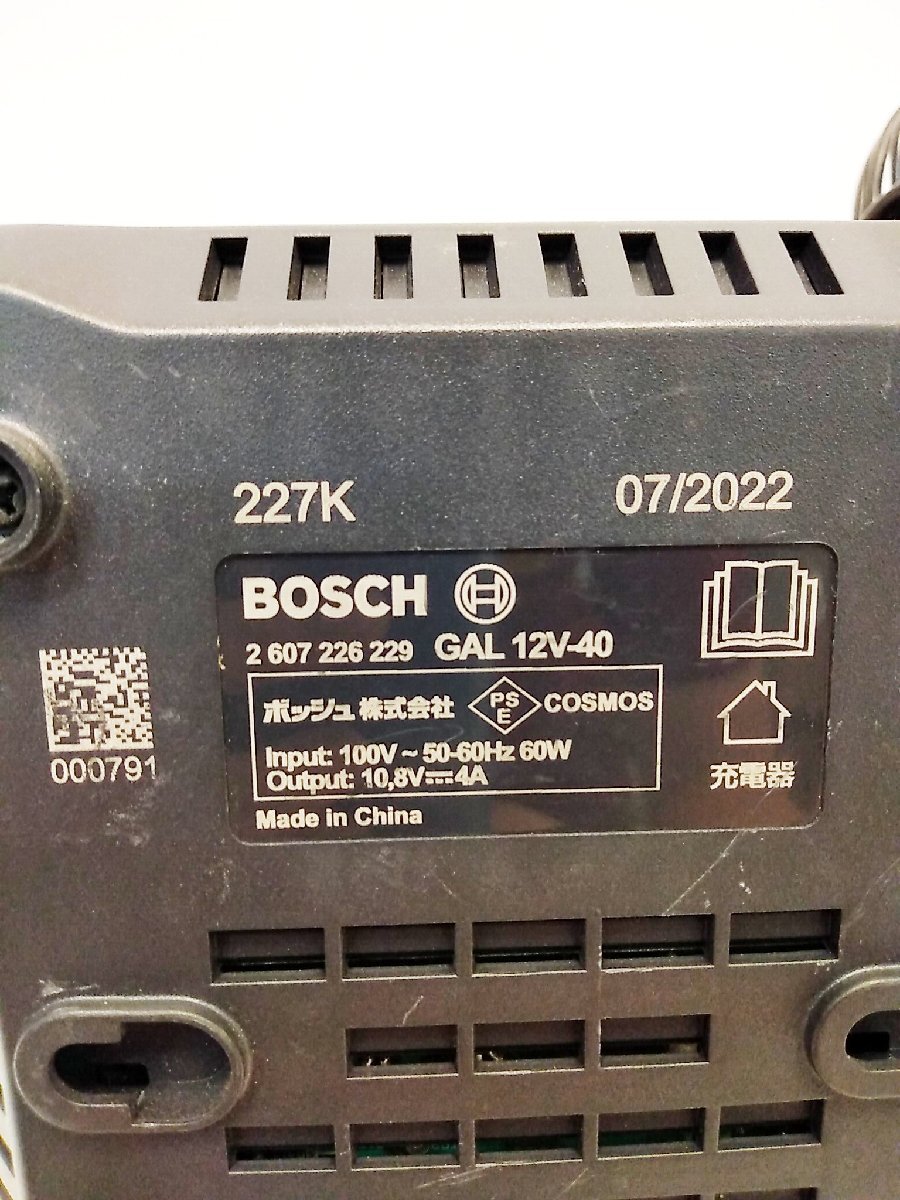 227K
07/2022
BOSCH
2 607 226 229 GAL 12V-40
ボッシュ株式会社 PS E COSMOS
Input: 100V ~ 50-60Hz 60W
Output: 10,8V⎓4A
Made in China
充電器
000791